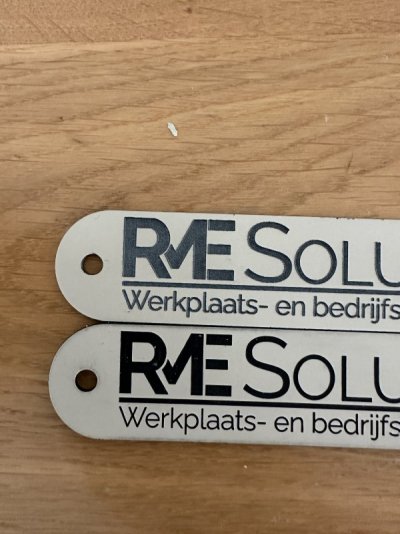 RME SOLU
Werkplaats- en bedrijfs
RME SOLU
Werkplaats- en bedrijfs